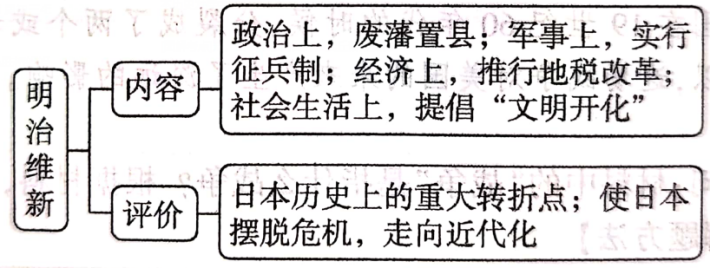 明治维新
内容
政治上，废藩置县；军事上，实行
征兵制；经济上，推行地税改革；
社会生活上，提倡“文明开化”
评价
日本历史上的重大转折点；使日本
摆脱危机，走向近代化